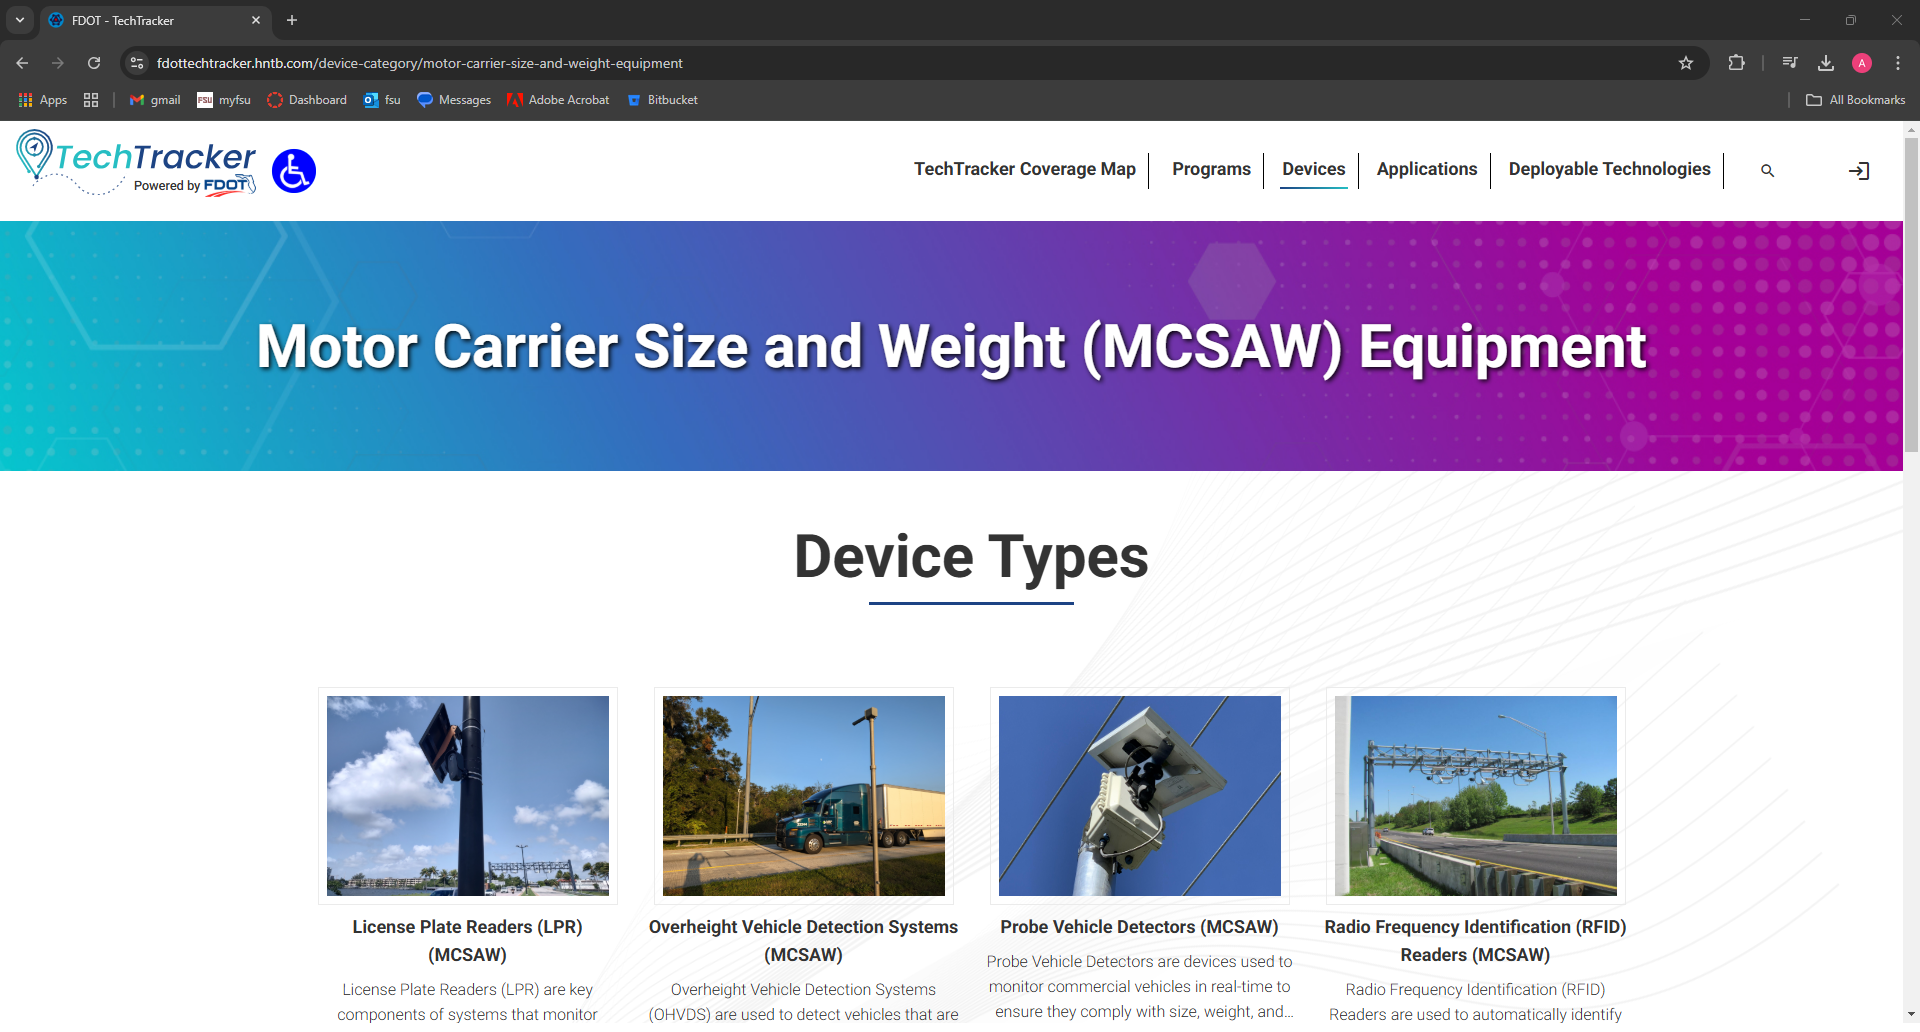 FDOT - TechTracker
fdottechtracker.hntb.com/device-category/motor-carrier-size-and-weight-equipment
A
Apps
gmail
FSU myfsu
Dashboard
fsu
Messages
Adobe Acrobat
Bitbucket
All Bookmarks
TechTracker
Powered by FDOT
TechTracker Coverage Map
Programs
Devices
Applications
Deployable Technologies
Motor Carrier Size and Weight (MCSAW) Equipment
Device Types
License Plate Readers (LPR)
(MCSAW)
License Plate Readers (LPR) are key
components of systems that monitor
Overheight Vehicle Detection Systems
(MCSAW)
Overheight Vehicle Detection Systems
(OHVDS) are used to detect vehicles that are
Probe Vehicle Detectors (MCSAW)
Probe Vehicle Detectors are devices used to
monitor commercial vehicles in real-time to
ensure they comply with size, weight, and...
Radio Frequency Identification (RFID)
Readers (MCSAW)
Radio Frequency Identification (RFID)
Readers are used to automatically identify